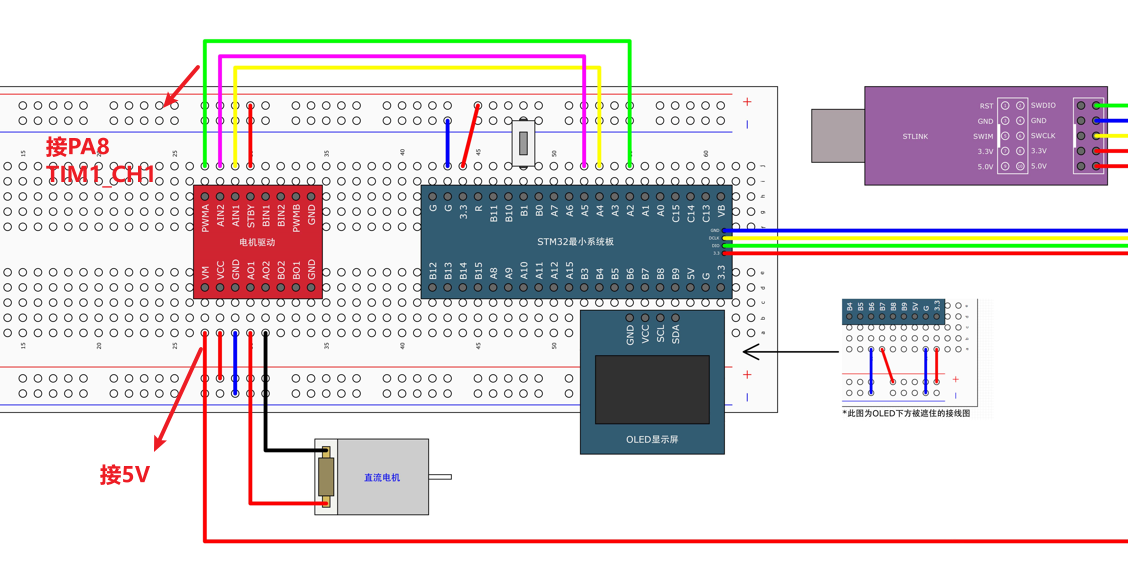 +
−
15 25 35 40 45 50 60
接PA8
TIM1_CH1
RST SWDIO
GND GND
SWIM SWCLK
3.3V 3.3V
5.0V 5.0V
STLINK
PWMA AIN2 AIN1 STBY BIN1 BIN2 PWMB GND
电机驱动
VM VCC GND AO1 AO2 BO2 BO1 GND
G G 3.3 R B11 B10 B1 B0 A7 A6 A5 A4 A3 A2 A1 A0 C15 C14 C13 VB
STM32最小系统板
B12 B13 B14 B15 A8 A9 A10 A11 A12 A15 B3 B4 B5 B6 B7 B8 B9 5V G 3.3
GND
DCLK
DIO
3.3
15 20 25 35 40 45
GND VCC SCL SDA
OLED显示屏
B4 B5 B6 B7 B8 B9 5V G 3.3
+
−
*此图为OLED下方被遮住的接线图
+
−
接5V
直流电机